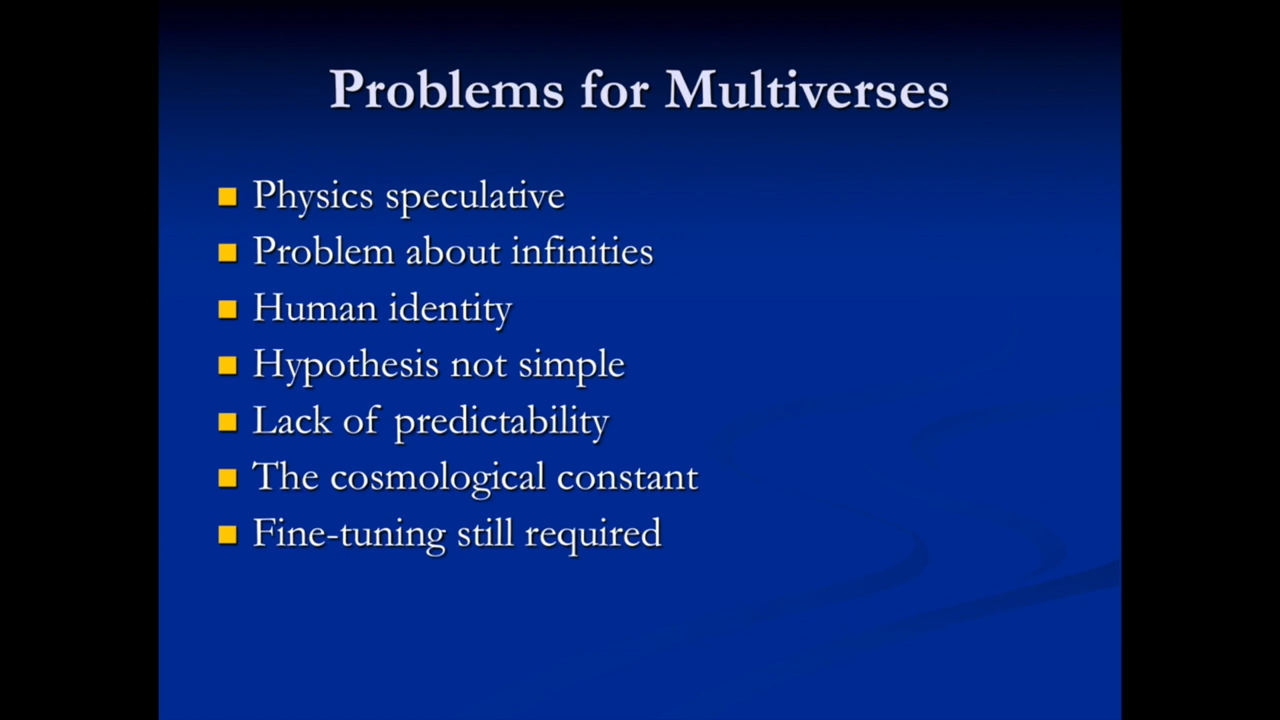 Problems for Multiverses
Physics speculative
Problem about infinities
Human identity
Hypothesis not simple
Lack of predictability
The cosmological constant
Fine-tuning still required